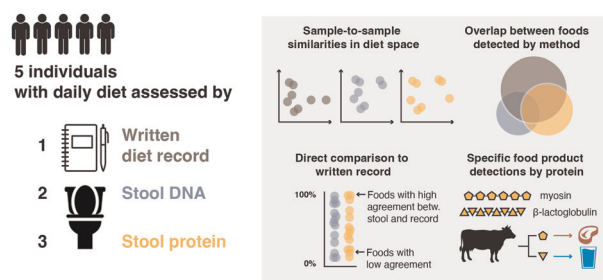 5 individuals
with daily diet assessed by
1
Written
diet record
2
Stool DNA
3
Stool protein
Sample-to-sample
similarities in diet space
Overlap between foods
detected by method
Direct comparison to
written record
100%
0%
Foods with high
agreement betw.
stool and record
Foods with
low agreement
Specific food product
detections by protein
myosin
β-lactoglobulin